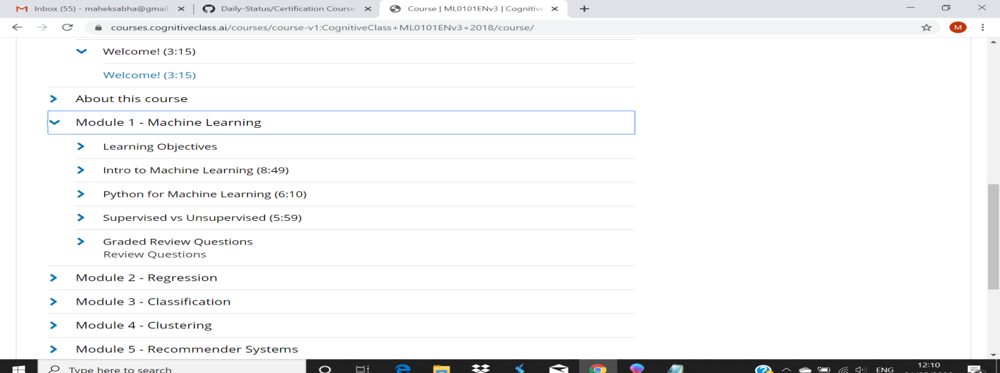 Inbox (55) - maheksabha@gmail.
Daily-Status/Certification Course
Course | ML0101ENv3 | Cognitive
courses.cognitiveclass.ai/courses/course-v1:CognitiveClass+ML0101ENv3+2018/course/
M
Welcome! (3:15)
Welcome! (3:15)
About this course
Module 1 - Machine Learning
Learning Objectives
Intro to Machine Learning (8:49)
Python for Machine Learning (6:10)
Supervised vs Unsupervised (5:59)
Graded Review Questions
Review Questions
Module 2 - Regression
Module 3 - Classification
Module 4 - Clustering
Module 5 - Recommender Systems
Type here to search
ENG
12:10